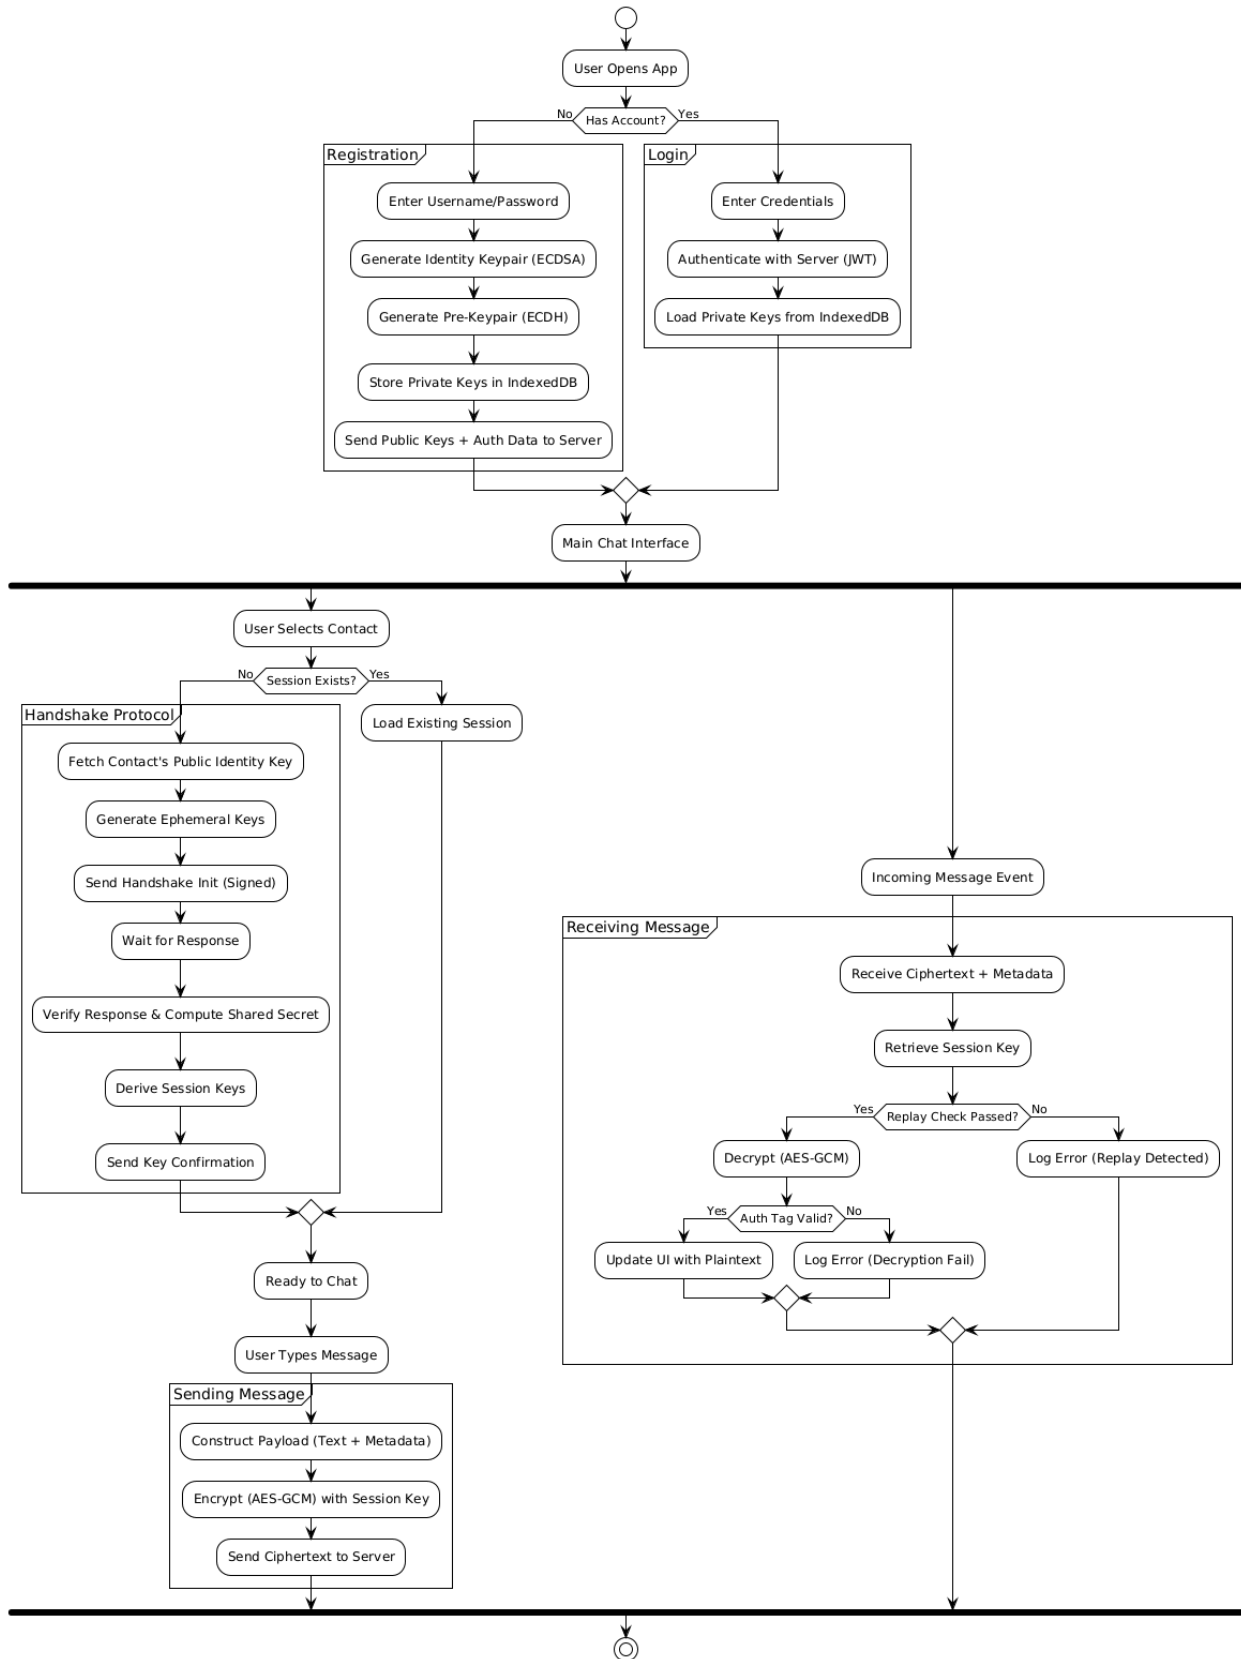 User Opens App
No
Has Account?
Yes
Registration
Enter Username/Password
Generate Identity Keypair (ECDSA)
Generate Pre-Keypair (ECDH)
Store Private Keys in IndexedDB
Send Public Keys + Auth Data to Server
Login
Enter Credentials
Authenticate with Server (JWT)
Load Private Keys from IndexedDB
Main Chat Interface
User Selects Contact
No
Session Exists?
Yes
Handshake Protocol
Fetch Contact's Public Identity Key
Generate Ephemeral Keys
Send Handshake Init (Signed)
Wait for Response
Verify Response & Compute Shared Secret
Derive Session Keys
Send Key Confirmation
Load Existing Session
Ready to Chat
User Types Message
Sending Message
Construct Payload (Text + Metadata)
Encrypt (AES-GCM) with Session Key
Send Ciphertext to Server
Incoming Message Event
Receiving Message
Receive Ciphertext + Metadata
Retrieve Session Key
Yes
Replay Check Passed?
No
Decrypt (AES-GCM)
Log Error (Replay Detected)
Yes
Auth Tag Valid?
No
Update UI with Plaintext
Log Error (Decryption Fail)